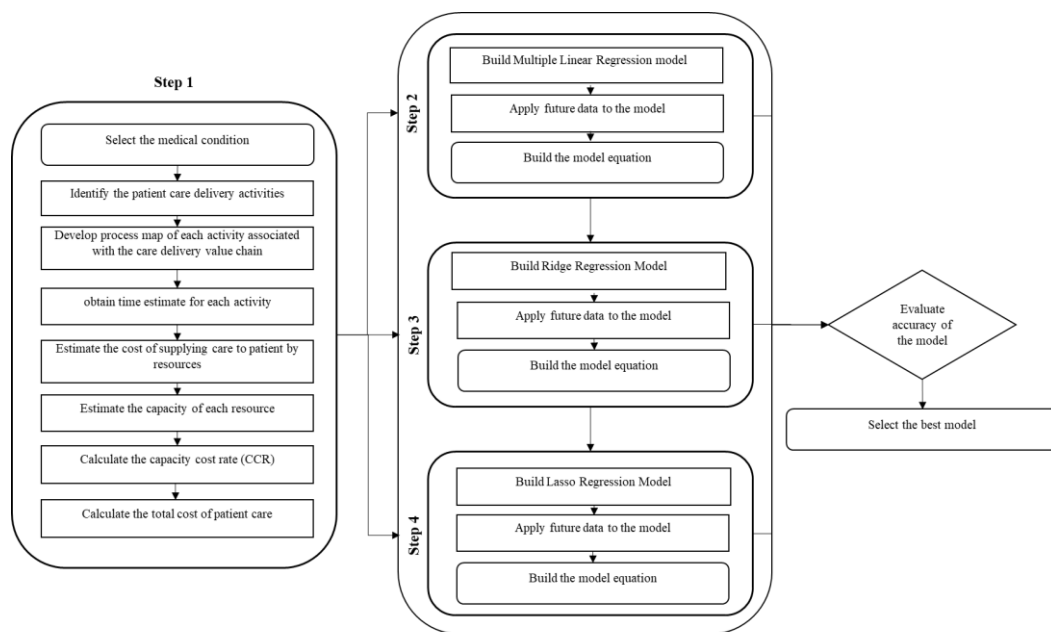 Step 1
Select the medical condition
Identify the patient care delivery activities
Develop process map of each activity associated
with the care delivery value chain
obtain time estimate for each activity
Estimate the cost of supplying care to patient by
resources
Estimate the capacity of each resource
Calculate the capacity cost rate (CCR)
Calculate the total cost of patient care
Step 2
Build Multiple Linear Regression model
Apply future data to the model
Build the model equation
Step 3
Build Ridge Regression Model
Apply future data to the model
Build the model equation
Step 4
Build Lasso Regression Model
Apply future data to the model
Build the model equation
Evaluate
accuracy of
the model
Select the best model